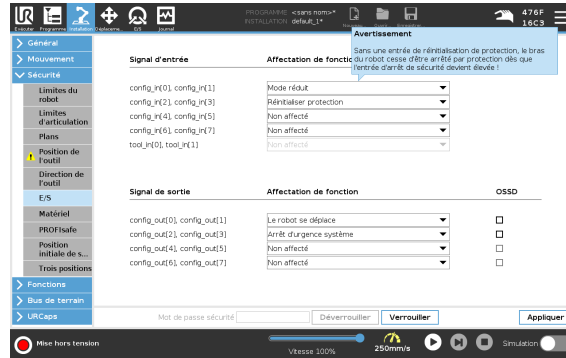 PROGRAMME <sans nom>*
INSTALLATION default_1*
Exécuter Programme Installation Déplaceme... E/S Journal
Ouvrir... Enregistrer...
476F
16C3
Avertissement
Sans une entrée de réinitialisation de protection, le bras
du robot cesse d'être arrêté par protection dès que
l'entrée d'arrêt de sécurité devient élevée !
Général
Mouvement
Sécurité
Limites du
robot
Limites
d'articulation
Plans
Position de
l'outil
Direction de
l'outil
E/S
Matériel
PROFIsafe
Position
initiale de s...
Trois positions
Fonctions
Bus de terrain
URCaps
Signal d'entrée Affectation de fonction
config_in[0], config_in[1] Mode réduit
config_in[2], config_in[3] Réinitialiser protection
config_in[4], config_in[5] Non affecté
config_in[6], config_in[7] Non affecté
tool_in[0], tool_in[1] Non affecté
Signal de sortie Affectation de fonction OSSD
config_out[0], config_out[1] Le robot se déplace
config_out[2], config_out[3] Arrêt d'urgence système
config_out[4], config_out[5] Non affecté
config_out[6], config_out[7] Non affecté
Mot de passe sécurité Déverrouiller Verrouiller Appliquer
Mise hors tension
Vitesse 100%
250mm/s
Simulation